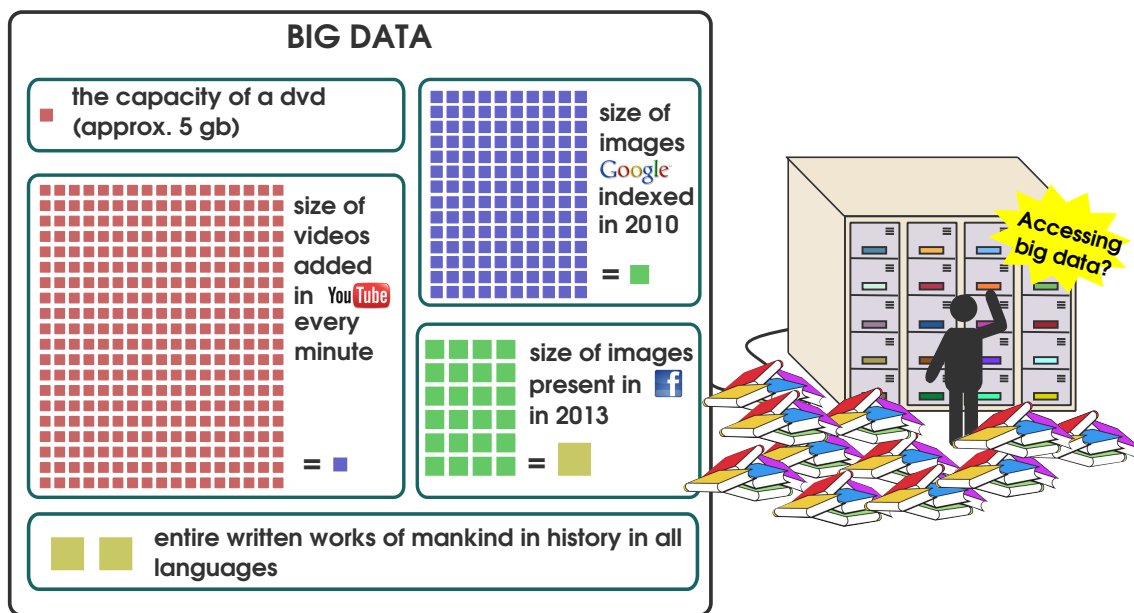 BIG DATA
the capacity of a dvd
(approx. 5 gb)
size of
videos
added
in YouTube
every
minute
=
size of
images
Google
indexed
in 2010
=
size of images
present in f
in 2013
=
entire written works of mankind in history in all
languages
Accessing
big data?